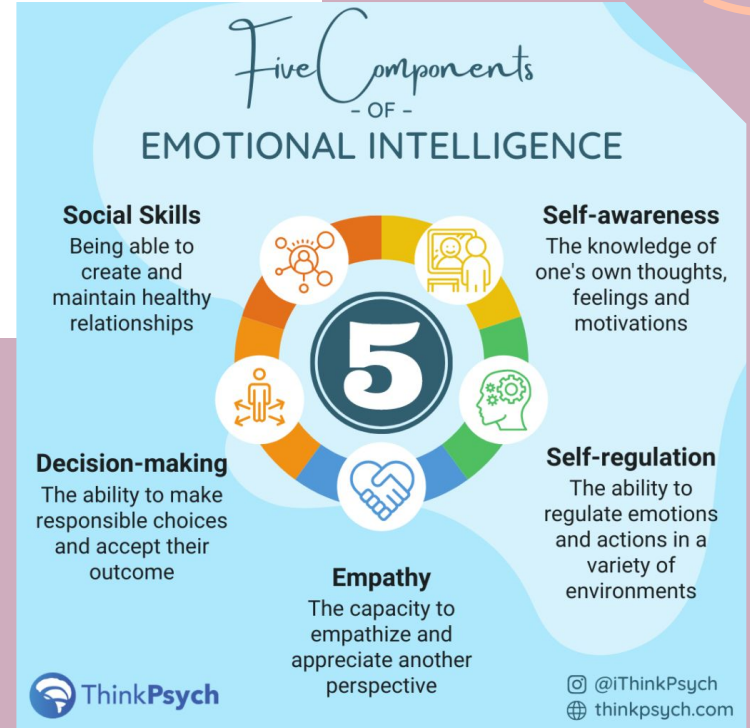 Five Components
- OF -
EMOTIONAL INTELLIGENCE
Social Skills
Being able to
create and
maintain healthy
relationships
Self-awareness
The knowledge of
one's own thoughts,
feelings and
motivations
5
Decision-making
The ability to make
responsible choices
and accept their
outcome
Self-regulation
The ability to
regulate emotions
and actions in a
variety of
environments
Empathy
The capacity to
empathize and
appreciate another
perspective
ThinkPsych
@iThinkPsych
thinkpsych.com